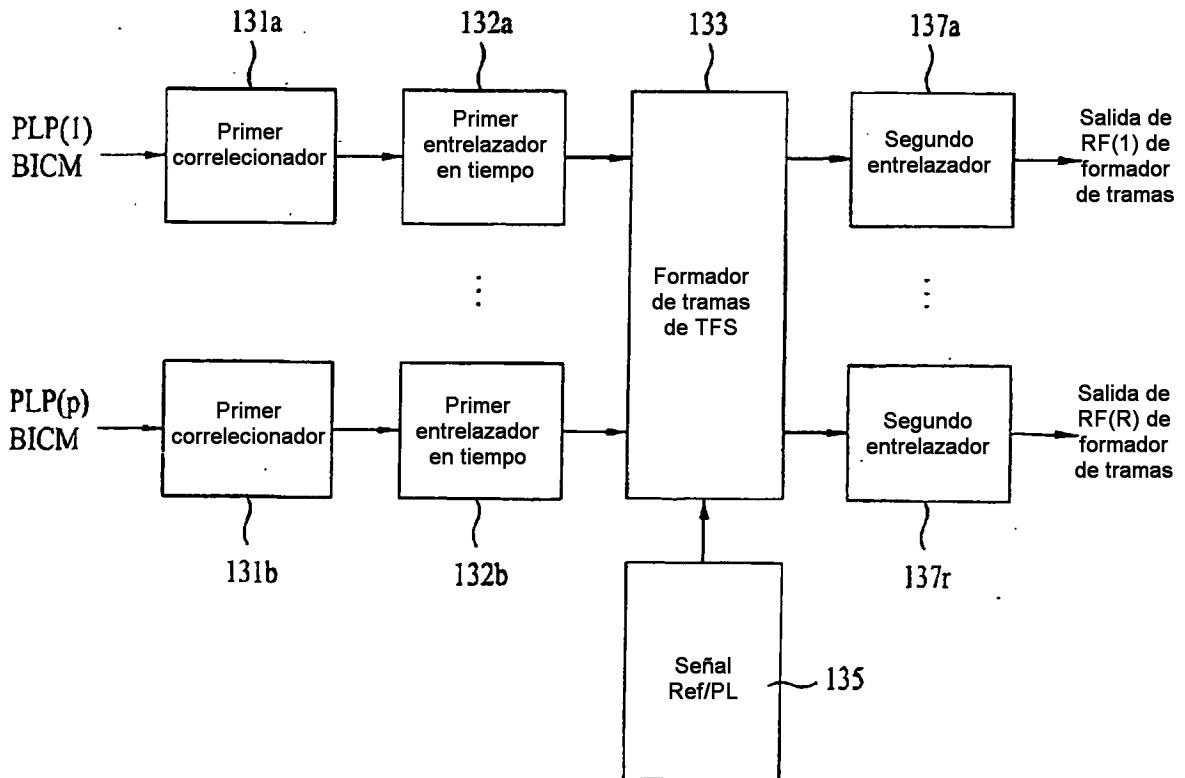 131a
132a
133
137a
PLP(1)
BICM
Primer
correlecionador
Primer
entrelazador
en tiempo
Segundo
entrelazador
Salida de
RF(1) de
formador
de tramas
Formador
de tramas
de TFS
PLP(p)
BICM
Primer
correlecionador
Primer
entrelazador
en tiempo
Segundo
entrelazador
Salida de
RF(R) de
formador
de tramas
131b
132b
137r
Señal
Ref/PL
135